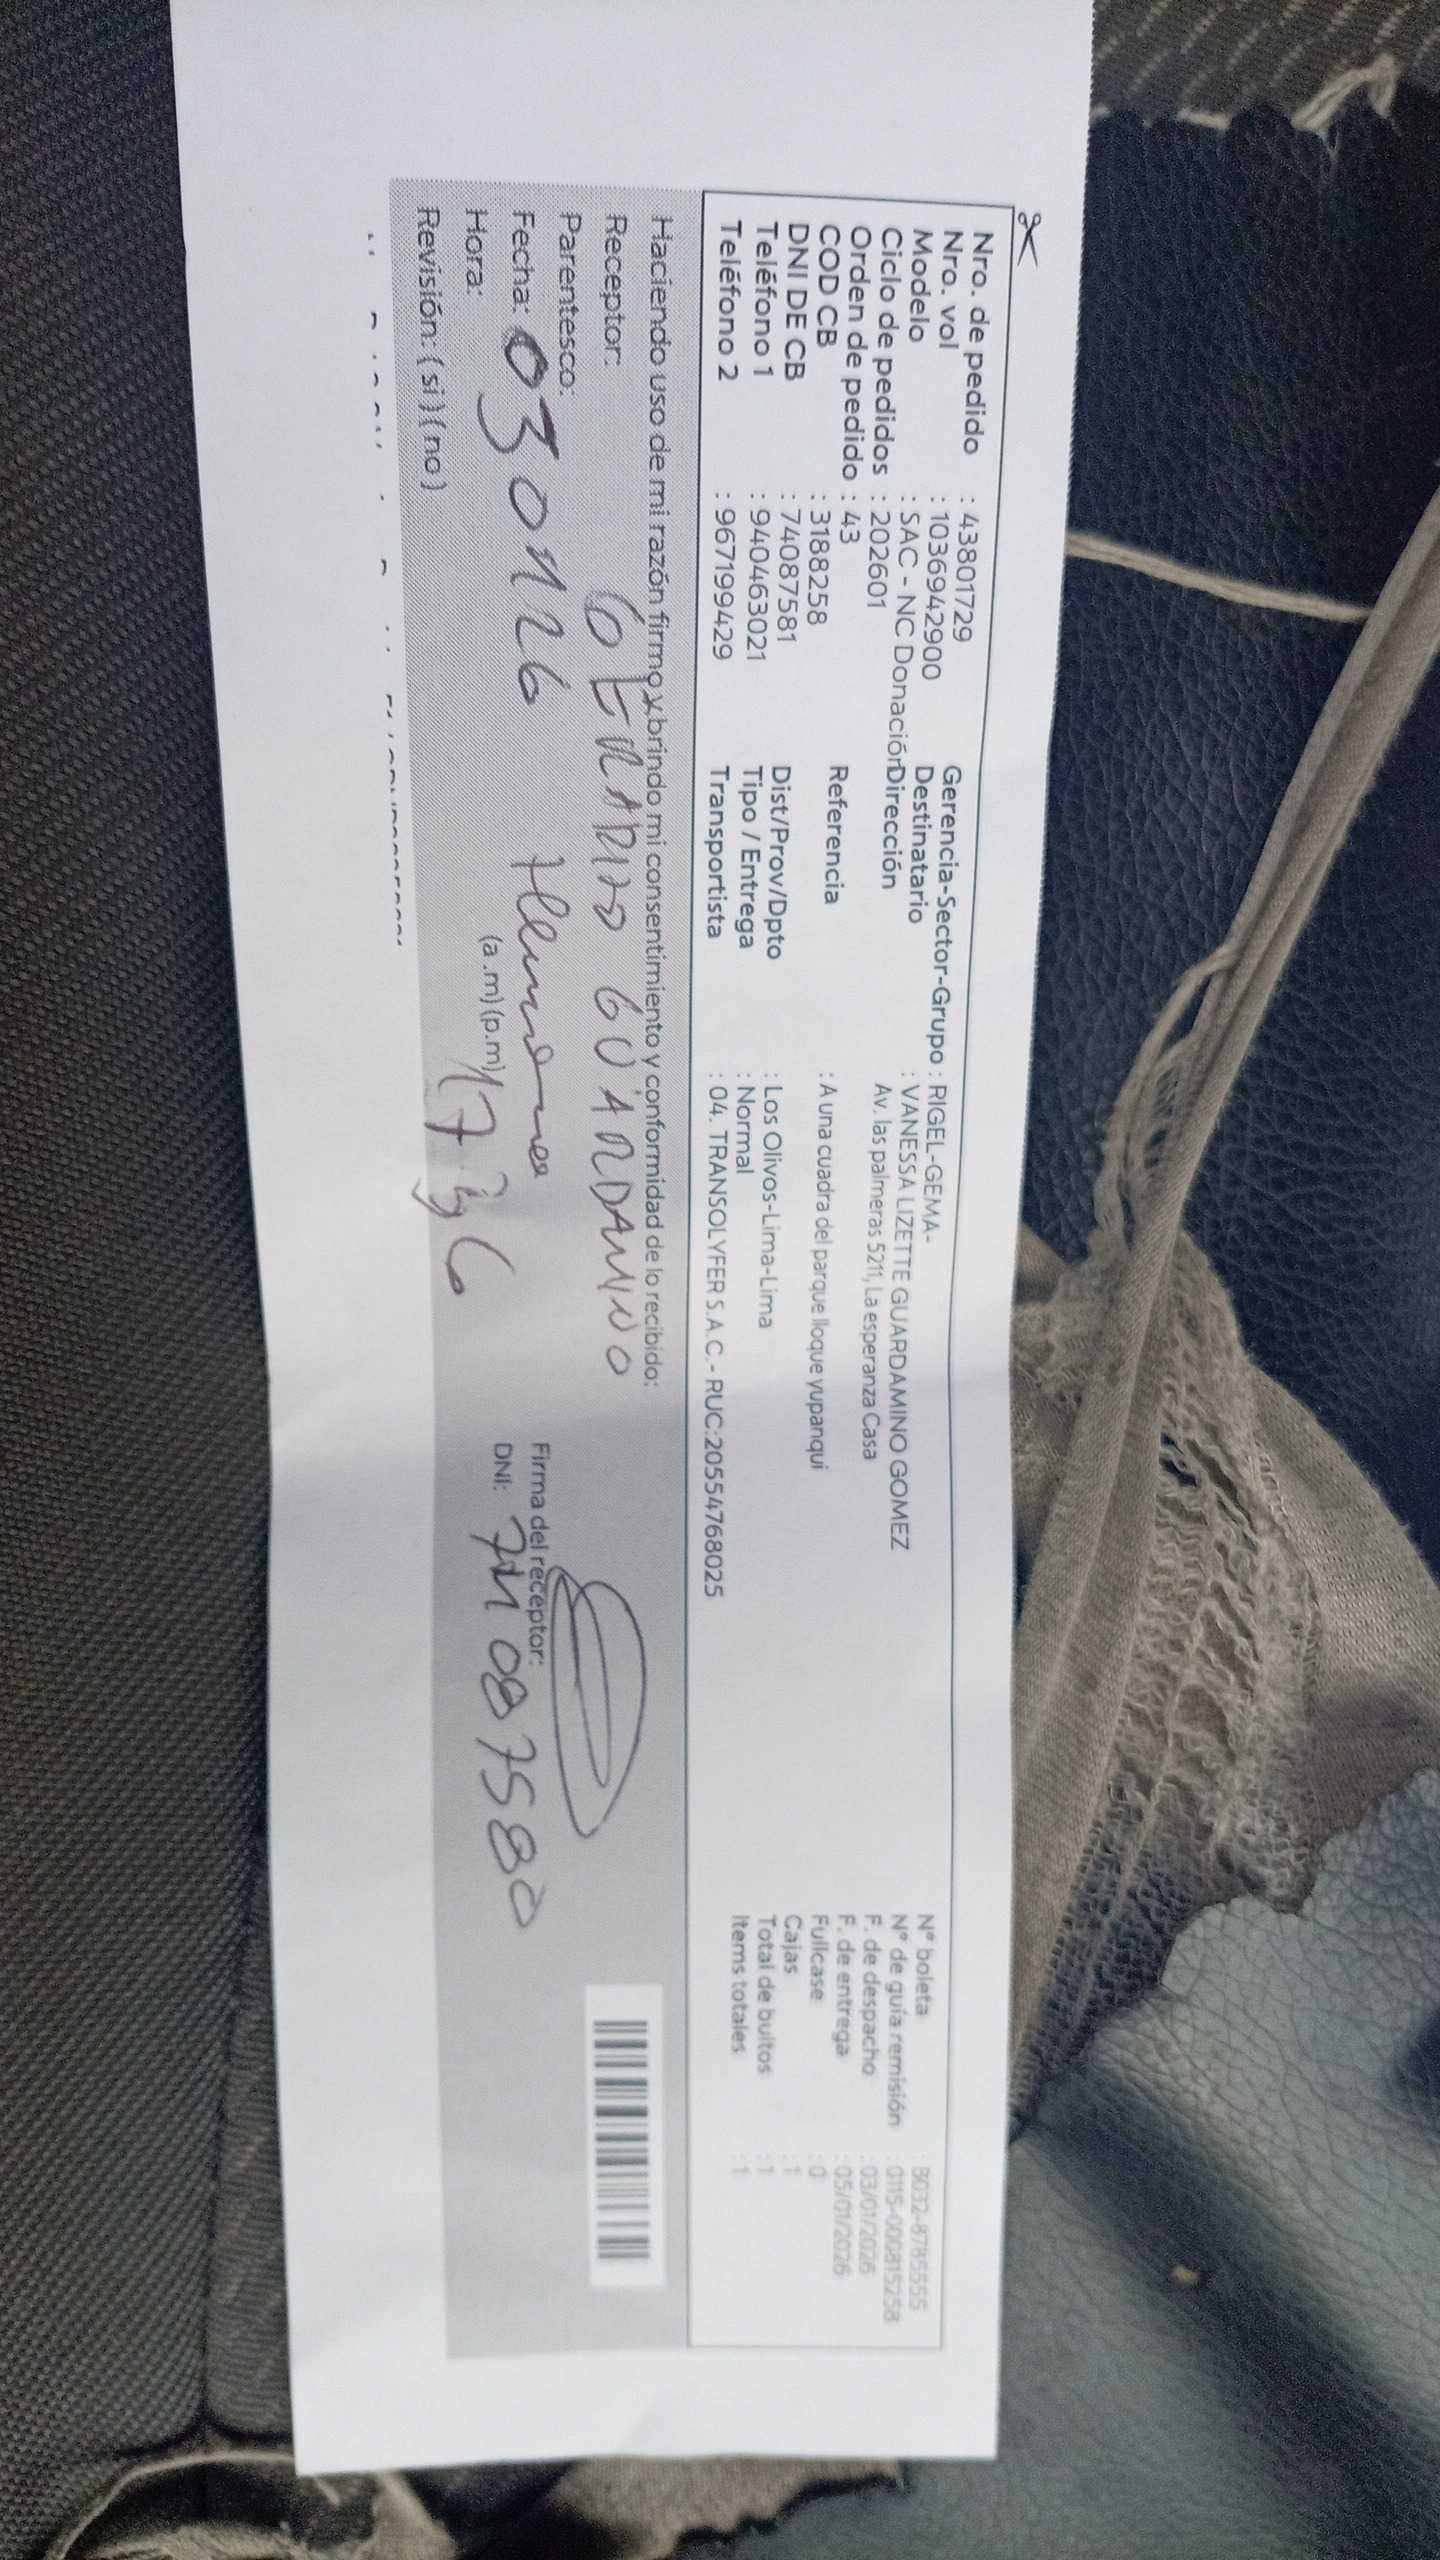 Nro. de pedido : 43801729
Nro. vol : 1036942900
Modelo : SAC - NC Donación
Ciclo de pedidos : 202601
Orden de pedido : 43
COD CB : 3188258
DNI DE CB : 74087581
Teléfono 1 : 940463021
Teléfono 2 : 967199429
Gerencia-Sector-Grupo : RIGEL-GEMA-
Destinatario : VANESSA LIZETTE GUARDAMINO GOMEZ
Dirección Av. las palmeras 5211, La esperanza Casa
Referencia : A una cuadra del parque lloque yupanqui
Dist/Prov/Dpto : Los Olivos-Lima-Lima
Tipo / Entrega : Normal
Transportista : 04. TRANSOLYFER S.A.C.- RUC:20554768025
N° boleta : B032-8785555
N° de guía remisión : 0115-000815258
F. de despacho : 03/01/2026
F. de entrega : 05/01/2026
Fullcase : 0
Cajas : 1
Total de bultos : 1
Items totales : 1
Haciendo uso de mi razón firmo y brindo mi consentimiento y conformidad de lo recibido:
Receptor:
Parentesco:
Fecha: 030126
Hora: (a.m) (p.m) 17:36
Revisión: ( si ) ( no )
Firma del receptor:
DNI: 74087580